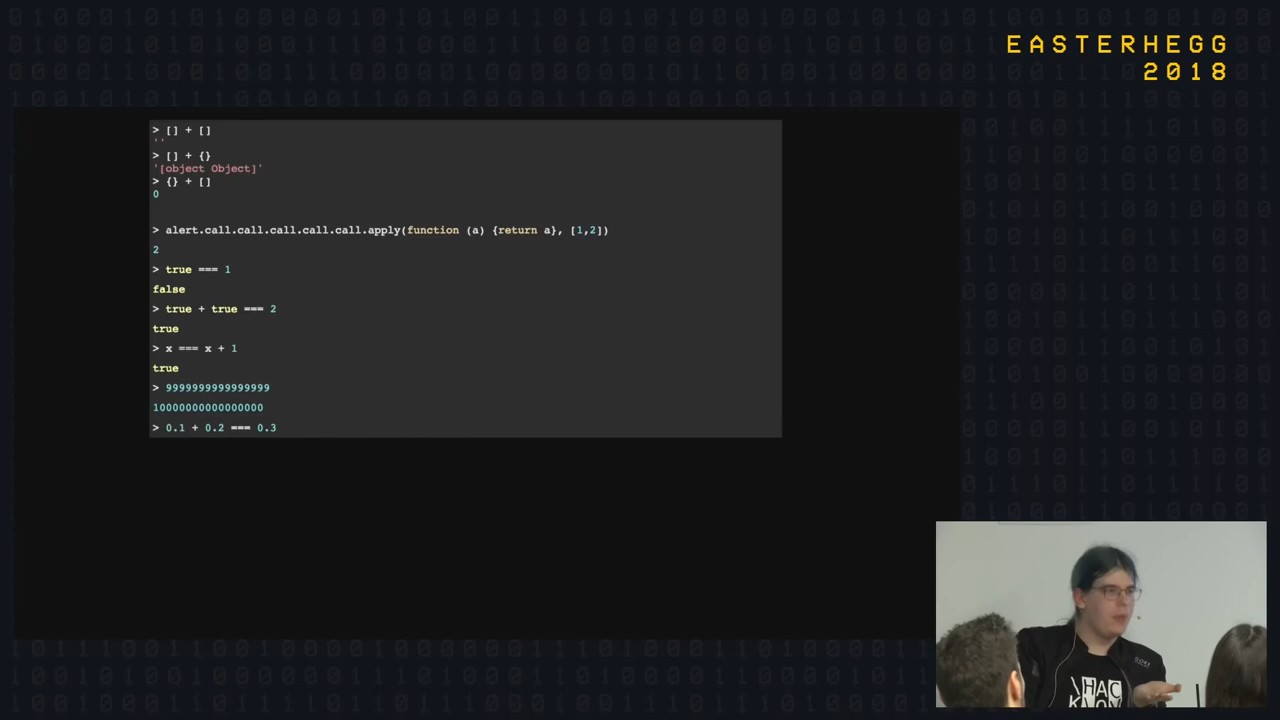 EASTERHEGG
2018
> [] + []
''
> [] + {}
'[object Object]'
> {} + []
0
> alert.call.call.call.call.call.apply(function (a) {return a}, [1,2])
2
> true === 1
false
> true + true === 2
true
> x === x + 1
true
> 9999999999999999
10000000000000000
> 0.1 + 0.2 === 0.3
\HAC